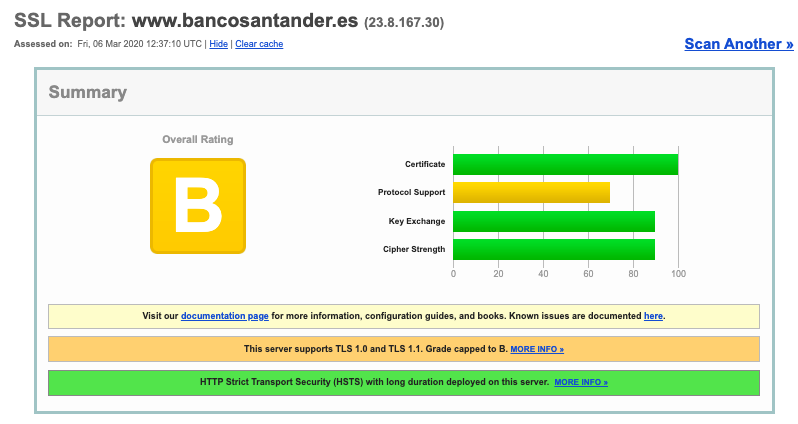 SSL Report: www.bancosantander.es (23.8.167.30)
Assessed on: Fri, 06 Mar 2020 12:37:10 UTC | Hide | Clear cache
Scan Another »
Summary
Overall Rating
B
Certificate
Protocol Support
Key Exchange
Cipher Strength
0 20 40 60 80 100
Visit our documentation page for more information, configuration guides, and books. Known issues are documented here.
This server supports TLS 1.0 and TLS 1.1. Grade capped to B. MORE INFO »
HTTP Strict Transport Security (HSTS) with long duration deployed on this server. MORE INFO »